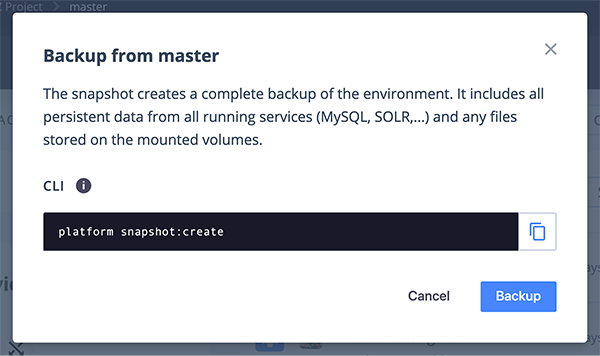 Project > master
Backup from master
The snapshot creates a complete backup of the environment. It includes all
persistent data from all running services (MySQL, SOLR,...) and any files
stored on the mounted volumes.
CLI
platform snapshot:create
Cancel
Backup